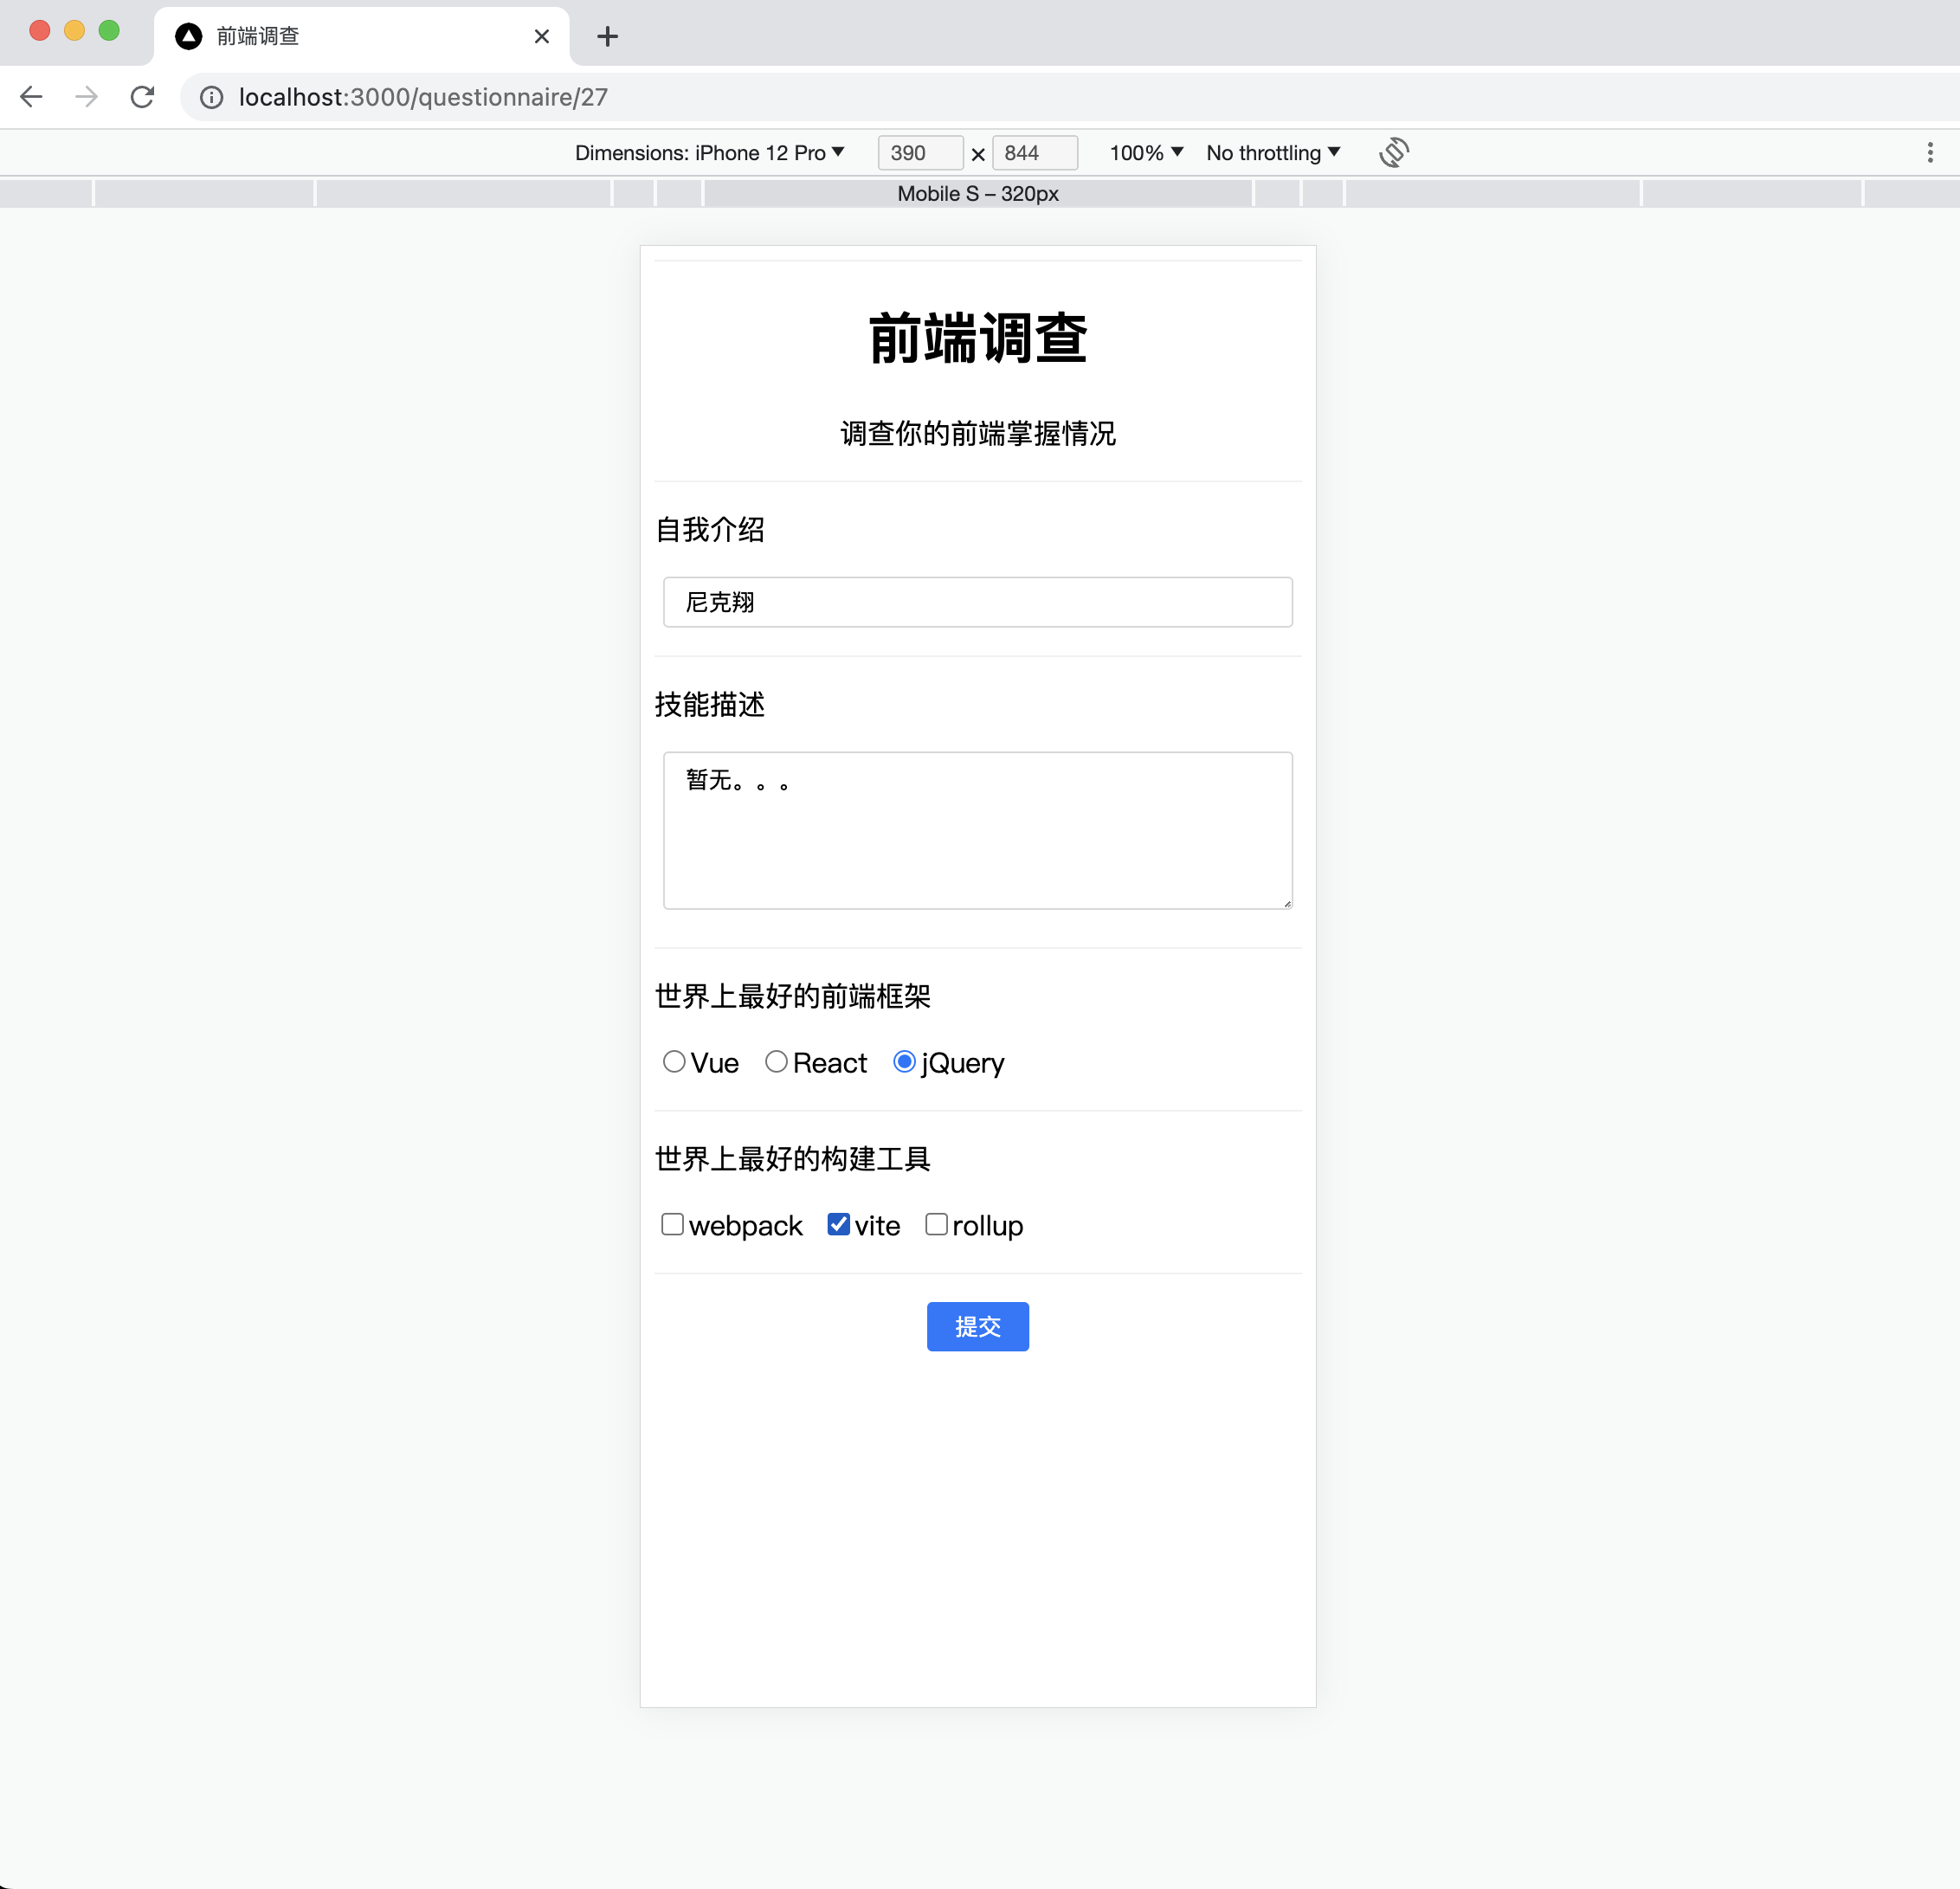 前端调查
localhost:3000/questionnaire/27
Dimensions: iPhone 12 Pro 390 × 844 100% No throttling
Mobile S – 320px
前端调查
调查你的前端掌握情况
自我介绍
尼克翔
技能描述
暂无。。。
世界上最好的前端框架
Vue React jQuery
世界上最好的构建工具
webpack vite rollup
提交